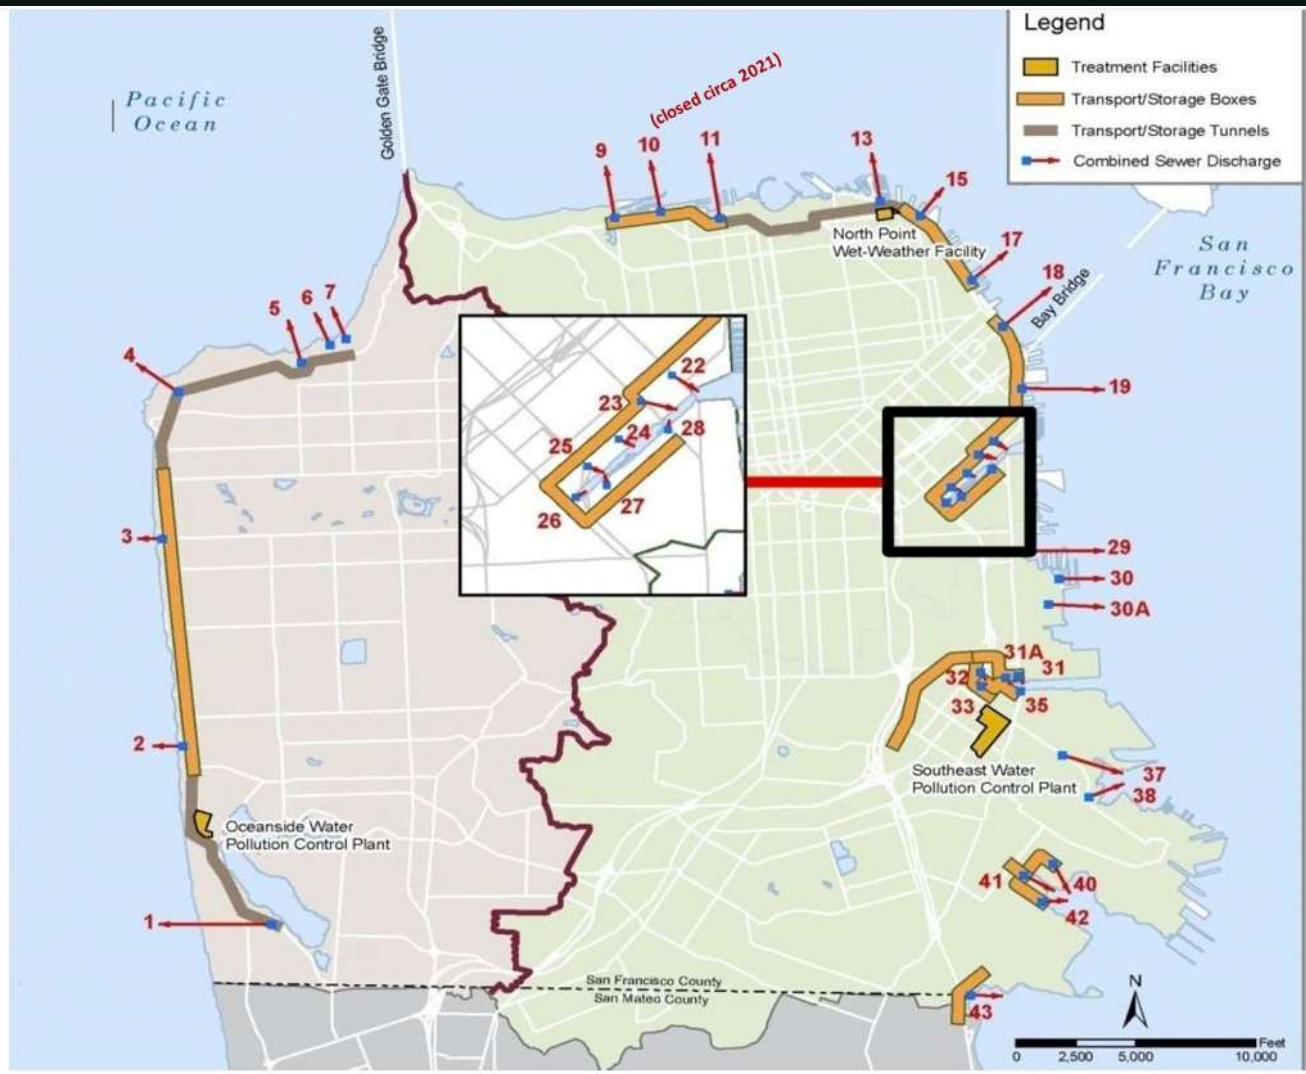 Legend
Treatment Facilities
Transport/Storage Boxes
Transport/Storage Tunnels
Combined Sewer Discharge
Pacific
Ocean
Golden Gate Bridge
(closed circa 2021)
9
10
11
13
15
North Point
Wet-Weather Facility
17
18
Bay Bridge
San
Francisco
Bay
19
4
5
6
7
22
23
24
28
25
26
27
3
29
30
30A
31A
31
32
33
35
2
Southeast Water
Pollution Control Plant
37
38
Oceanside Water
Pollution Control Plant
41
40
42
1
San Francisco County
San Mateo County
43
N
Feet
0
2,500
5,000
10,000